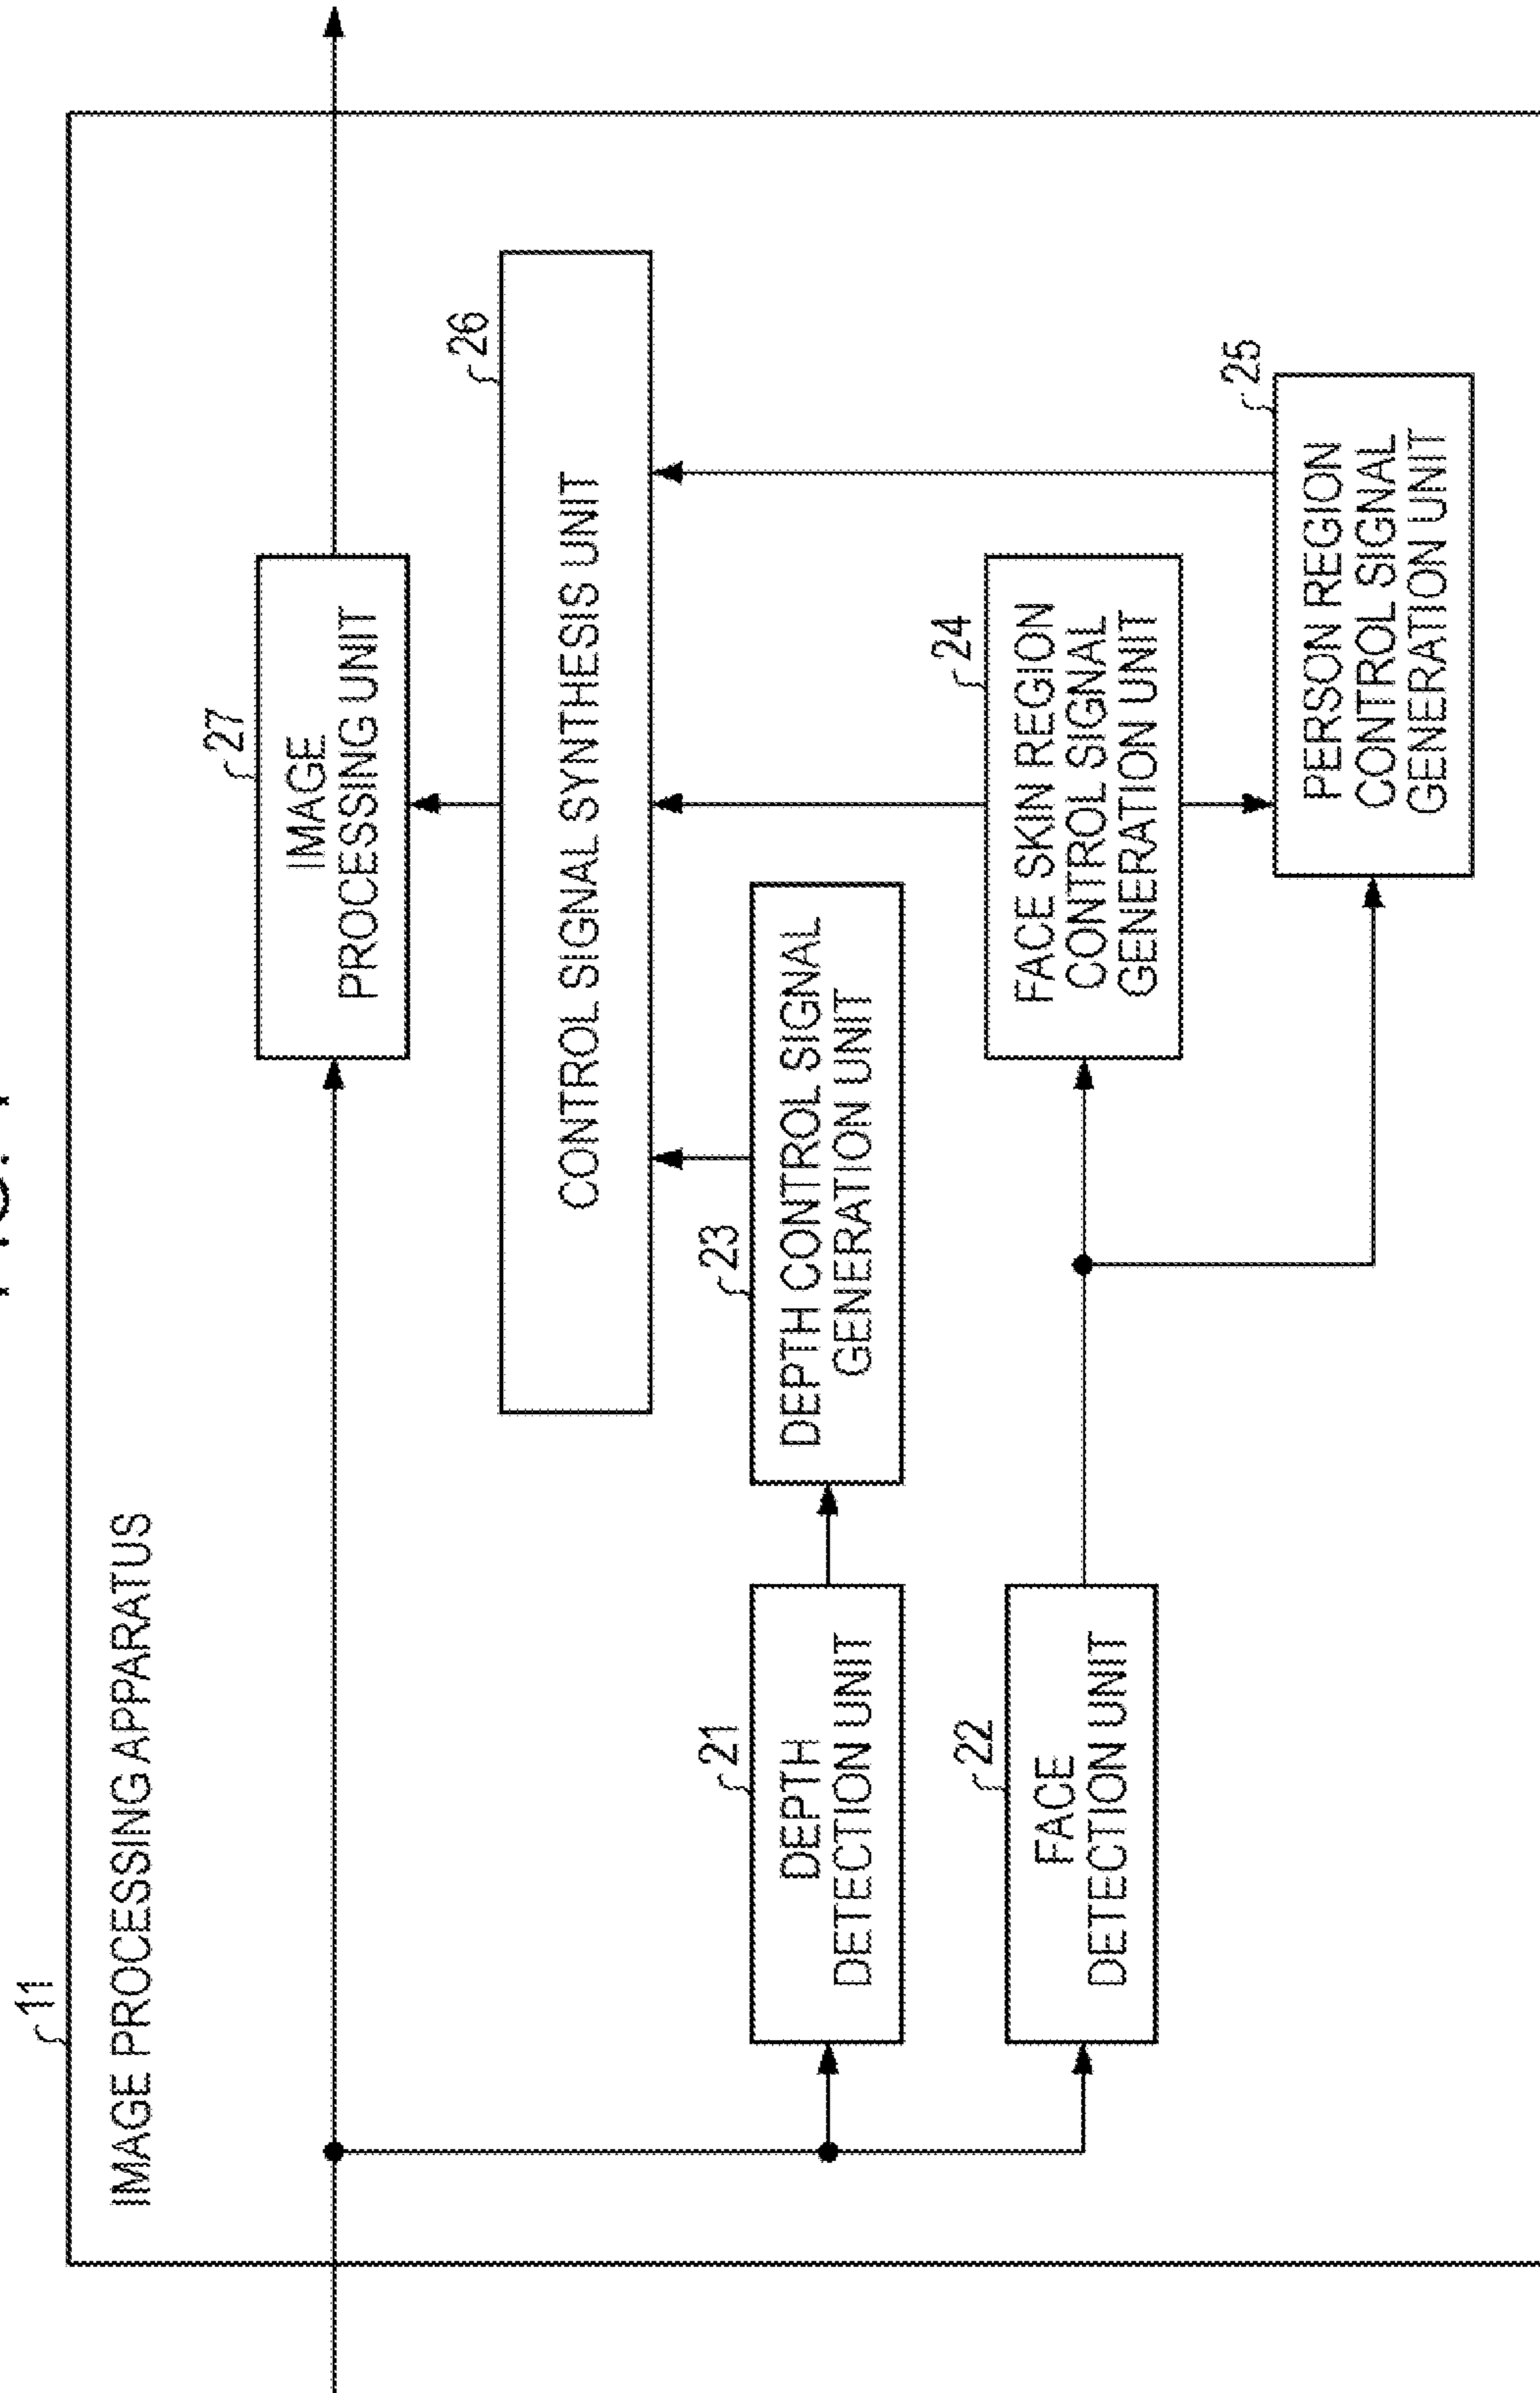 11
IMAGE PROCESSING APPARATUS
27
IMAGE
PROCESSING UNIT
26
CONTROL SIGNAL SYNTHESIS UNIT
21
DEPTH
DETECTION UNIT
23
DEPTH CONTROL SIGNAL
GENERATION UNIT
22
FACE
DETECTION UNIT
24
FACE SKIN REGION
CONTROL SIGNAL
GENERATION UNIT
25
PERSON REGION
CONTROL SIGNAL
GENERATION UNIT